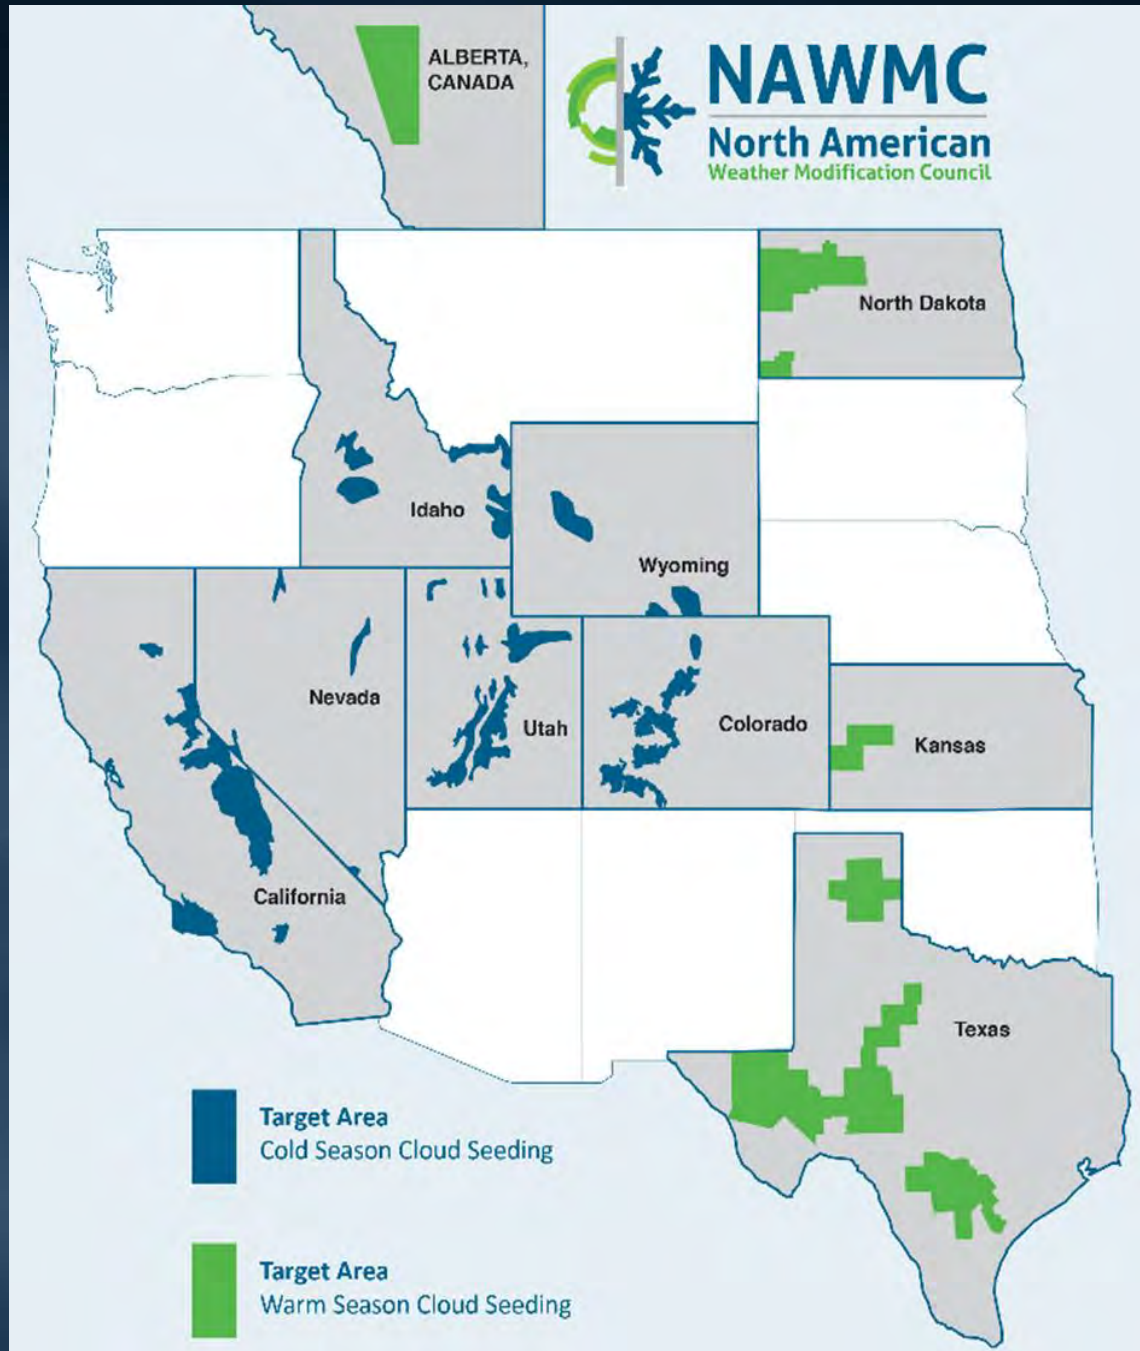 ALBERTA,
CANADA
NAWMC
North American
Weather Modification Council
North Dakota
Idaho
Wyoming
Nevada
Utah
Colorado
Kansas
California
Texas
Target Area
Cold Season Cloud Seeding
Target Area
Warm Season Cloud Seeding